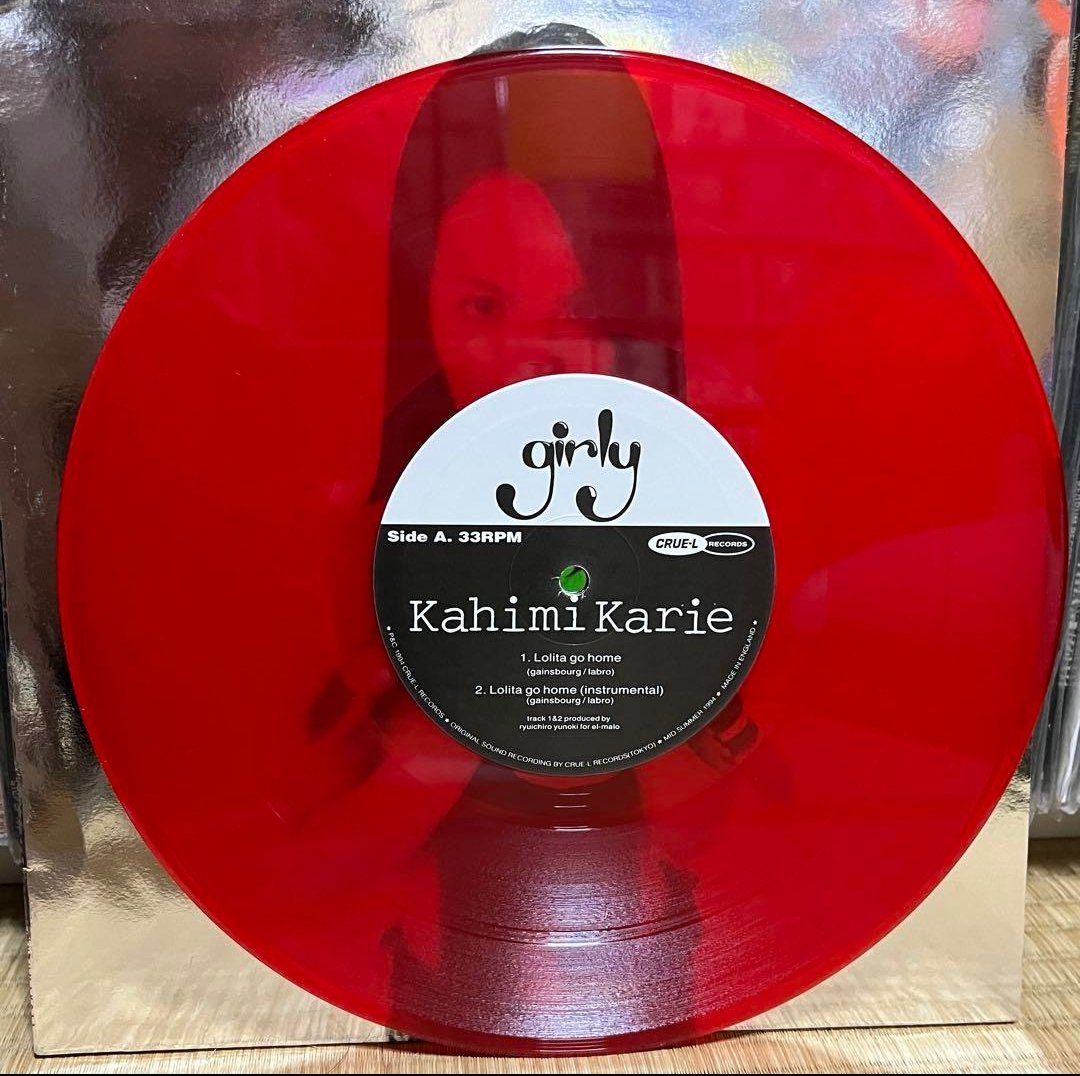 girly
Side A. 33RPM
CRUE-L RECORDS
Kahimi Karie
1. Lolita go home
(gainsbourg / labro)
2. Lolita go home (instrumental)
(gainsbourg / labro)
track 1&2 produced by
ryuichiro yunoki for el-malo
★ P&C 1994 CRUE-L RECORDS ★ ORIGINAL SOUND RECORDING BY CRUE-L RECORDS(TOKYO) ★ MID SUMMER 1994 ★ MADE IN ENGLAND ★